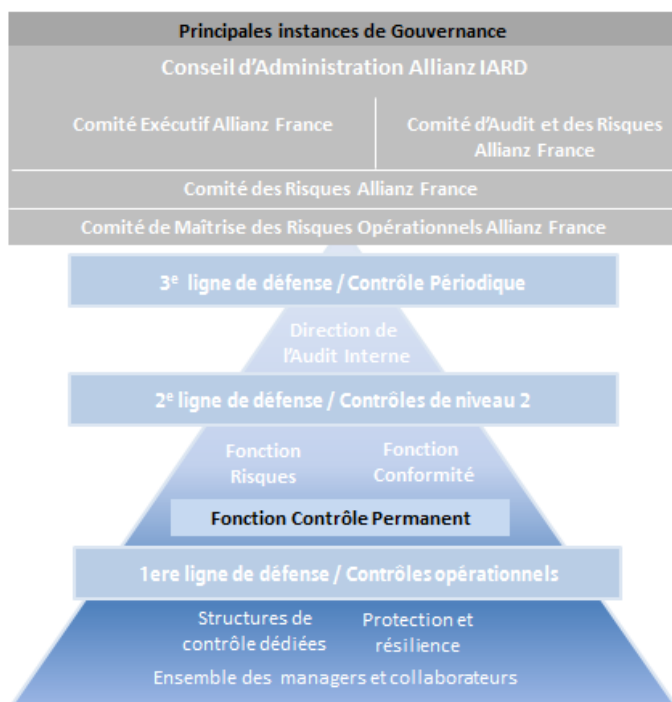 Principales instances de Gouvernance
Conseil d'Administration Allianz IARD
Comité Exécutif Allianz France
Comité d'Audit et des Risques
Allianz France
Comité des Risques Allianz France
Comité de Maîtrise des Risques Opérationnels Allianz France
3e ligne de défense / Contrôle Périodique
Direction de
l'Audit Interne
2e ligne de défense / Contrôles de niveau 2
Fonction
Risques
Fonction
Conformité
Fonction Contrôle Permanent
1ere ligne de défense / Contrôles opérationnels
Structures de
contrôle dédiées
Protection et
résilience
Ensemble des managers et collaborateurs